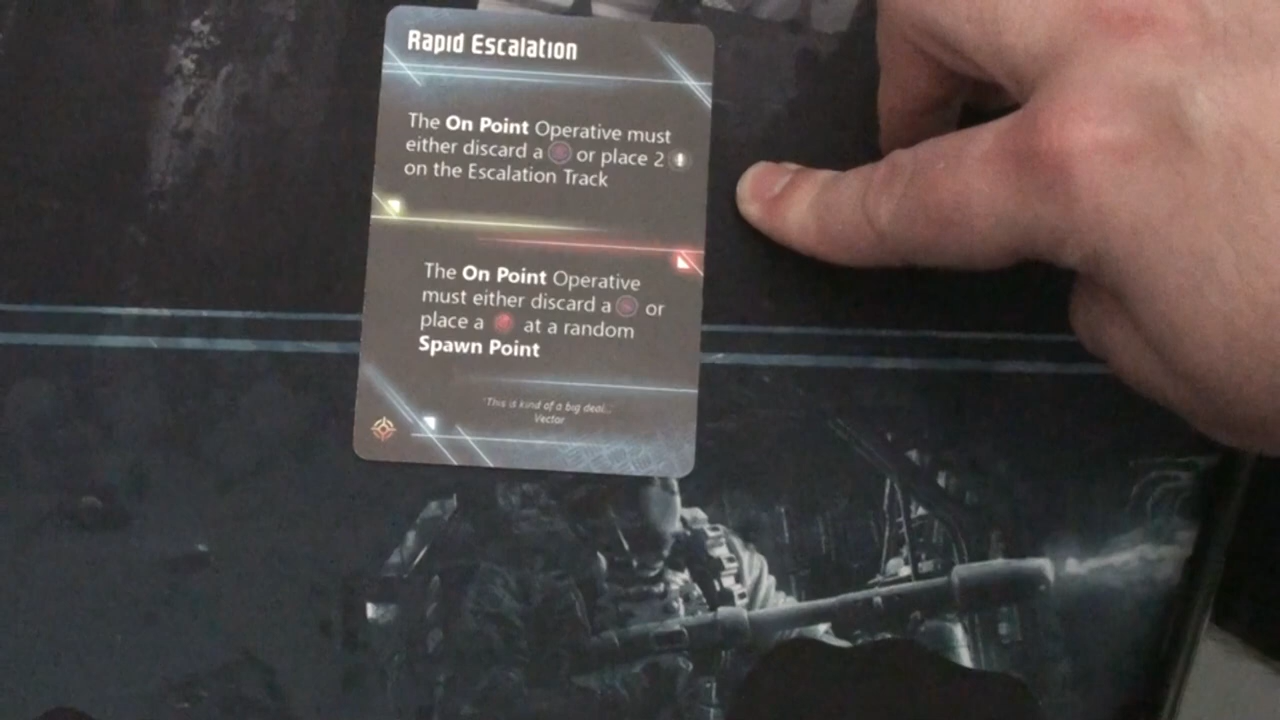 Rapid Escalation
The On Point Operative must
either discard a or place 2
on the Escalation Track
The On Point Operative
must either discard a or
place a at a random
Spawn Point
"This is kind of a big deal..."
Vector